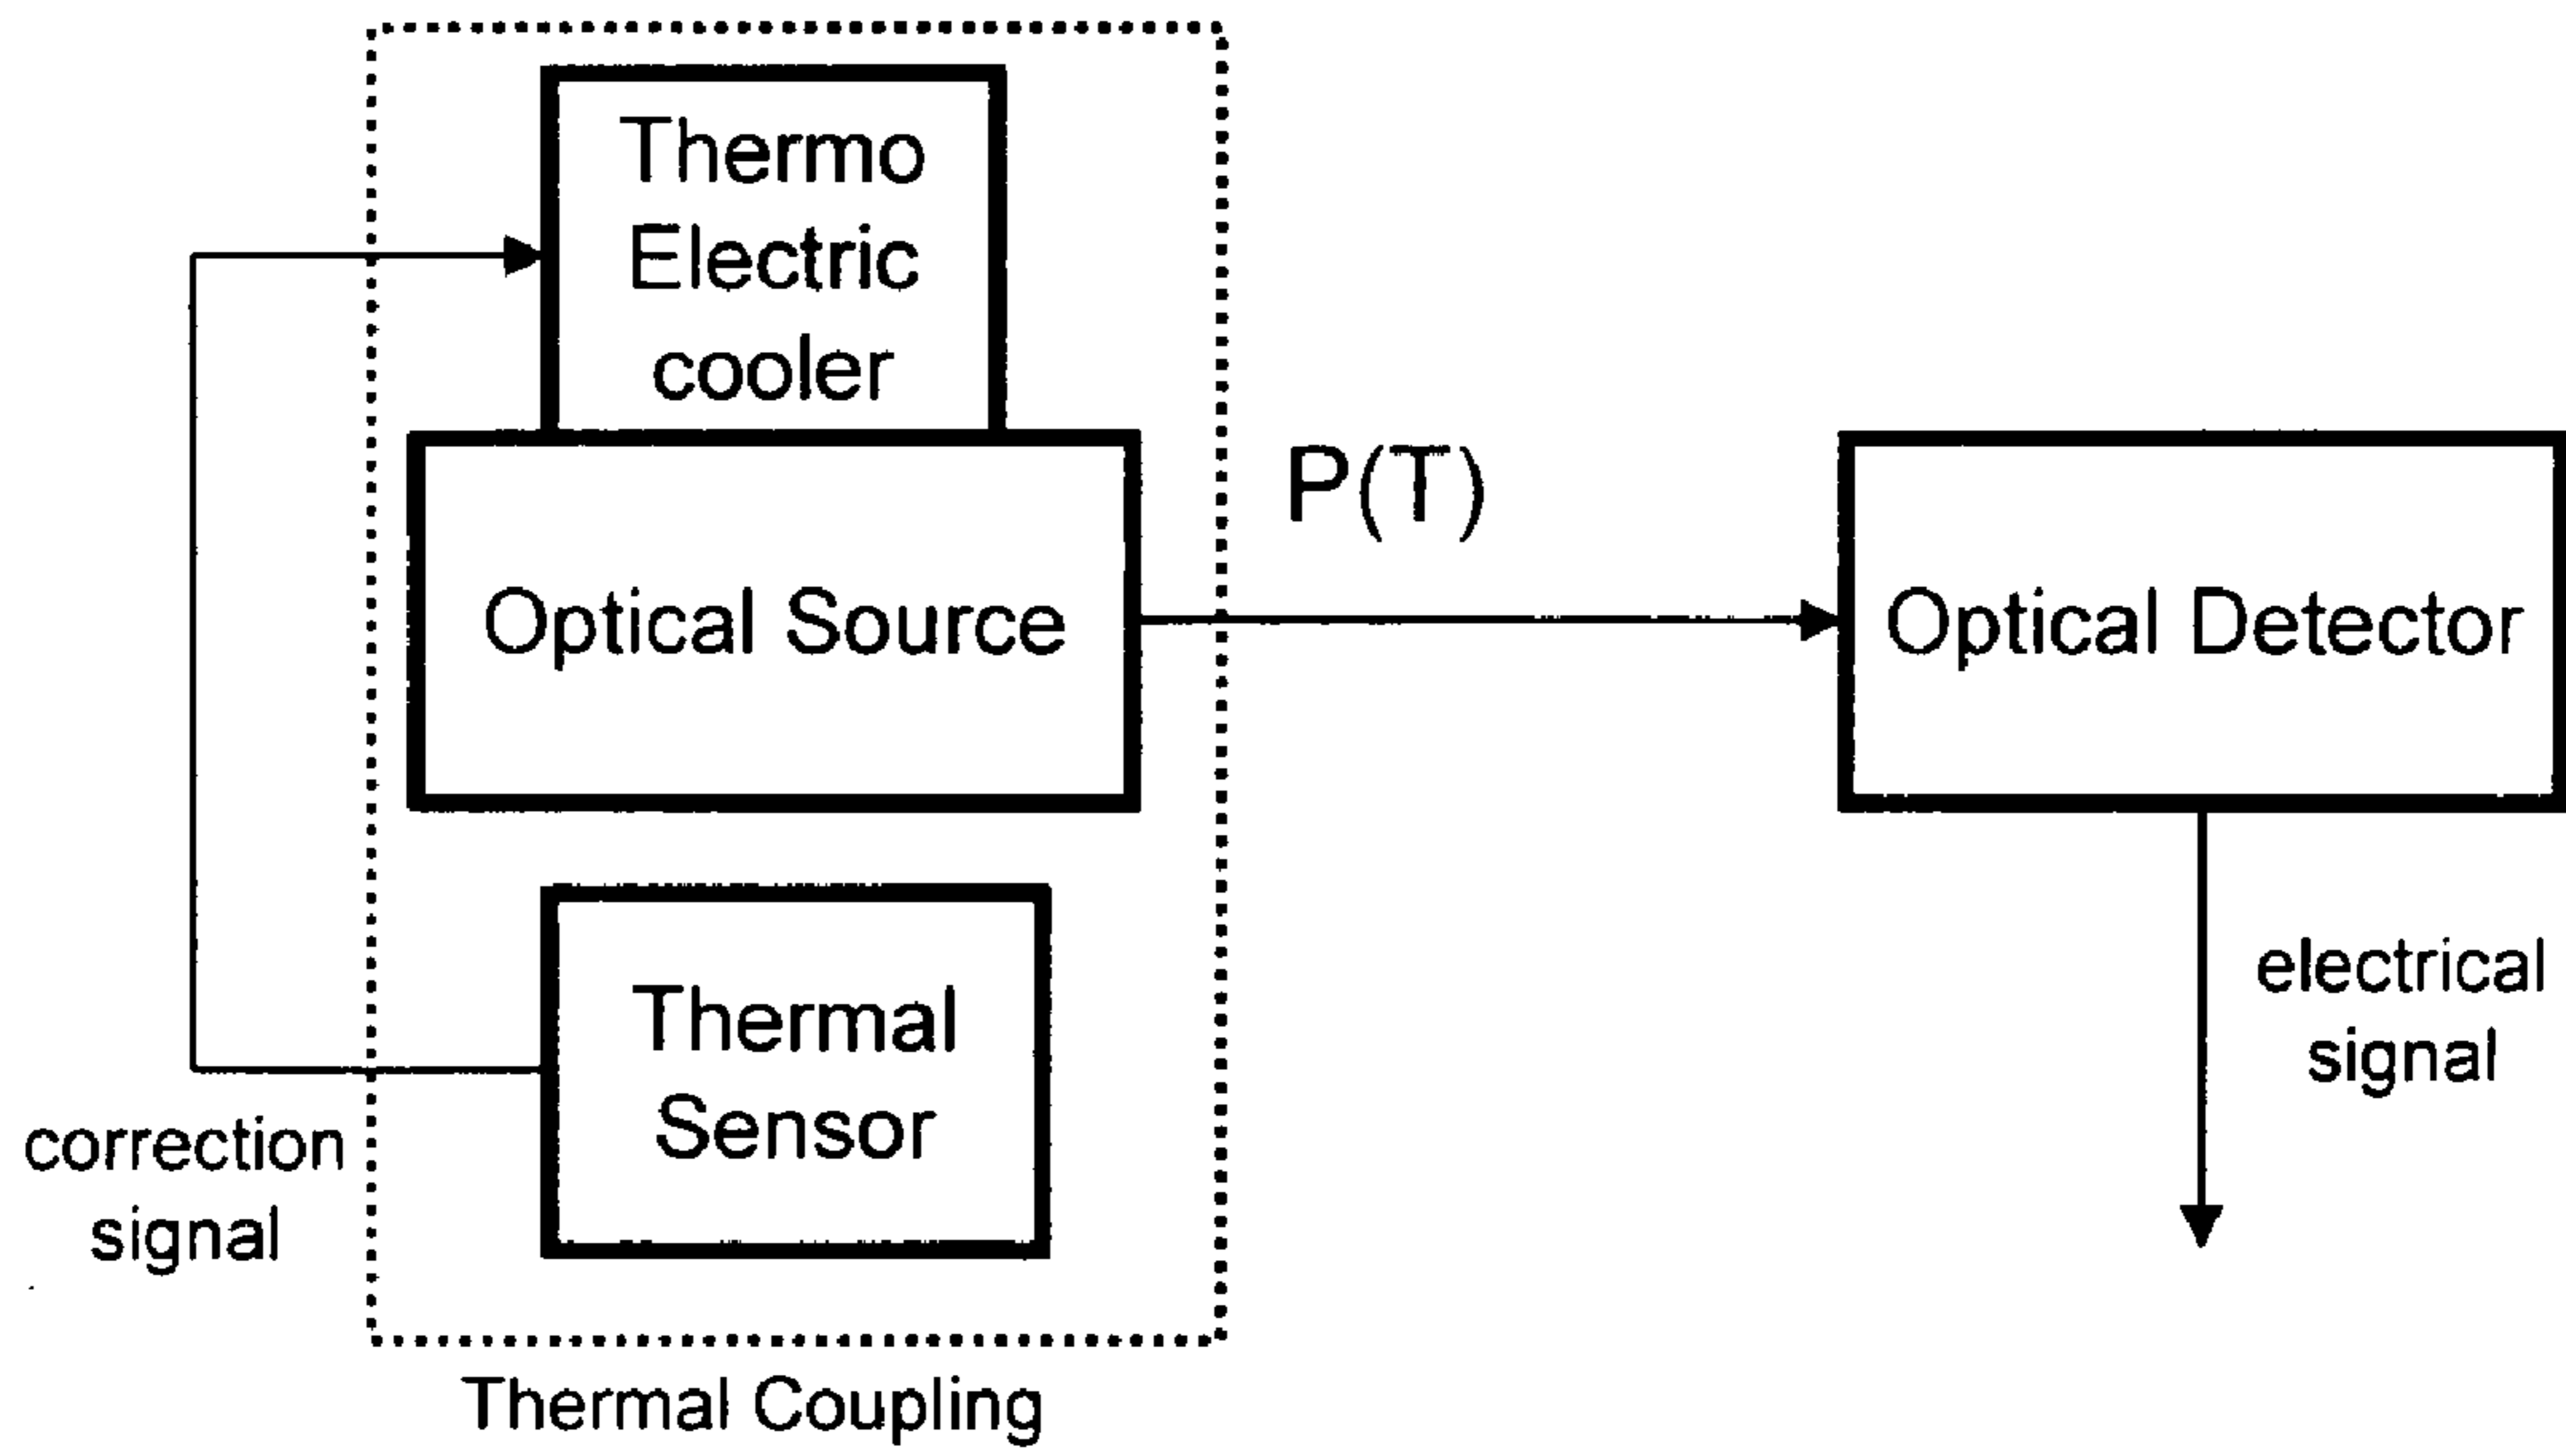 Thermo
Electric
cooler
P(T)
Optical Source
Optical Detector
electrical
signal
Thermal
Sensor
correction
signal
Thermal Coupling